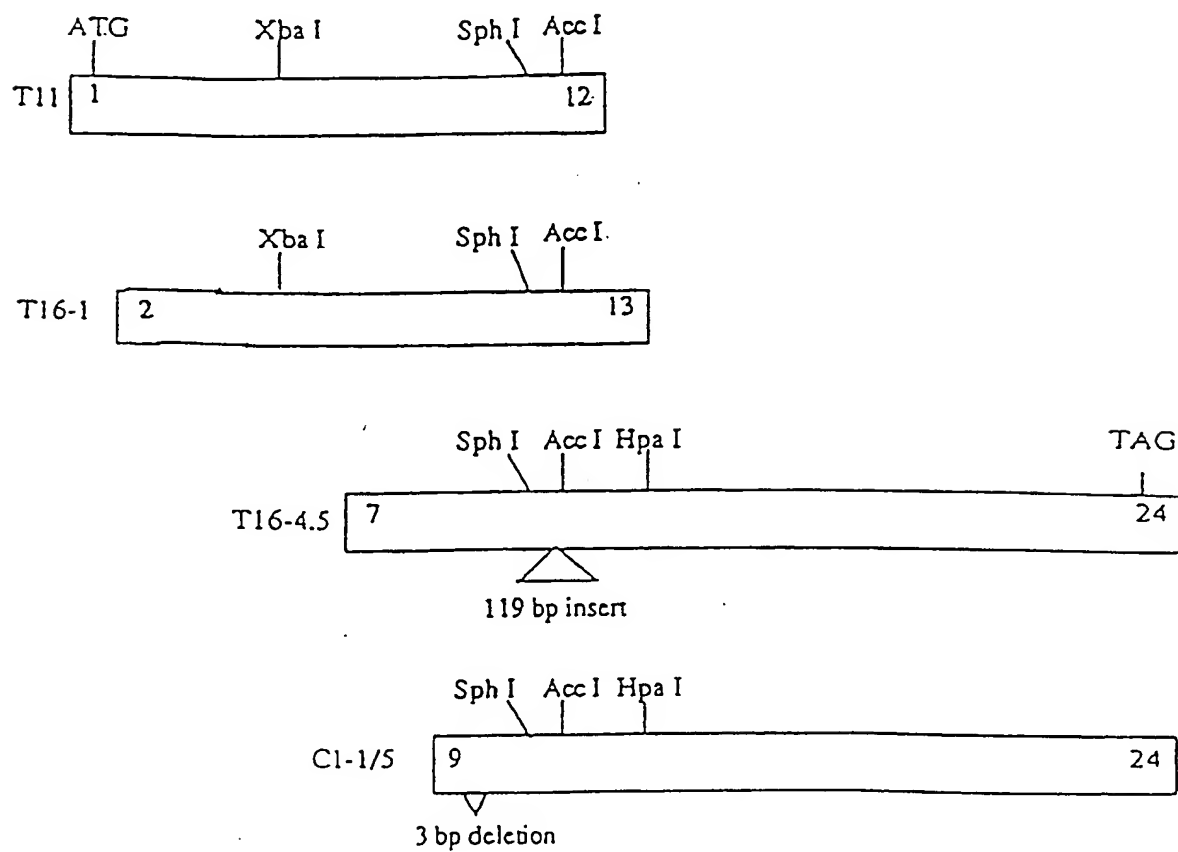 ATG Xba I Sph I Acc I
T11 1 12
Xba I Sph I Acc I
T16-1 2 13
Sph I Acc I Hpa I TAG
T16-4.5 7 24
119 bp insert
Sph I Acc I Hpa I
C1-1/5 9 24
3 bp deletion